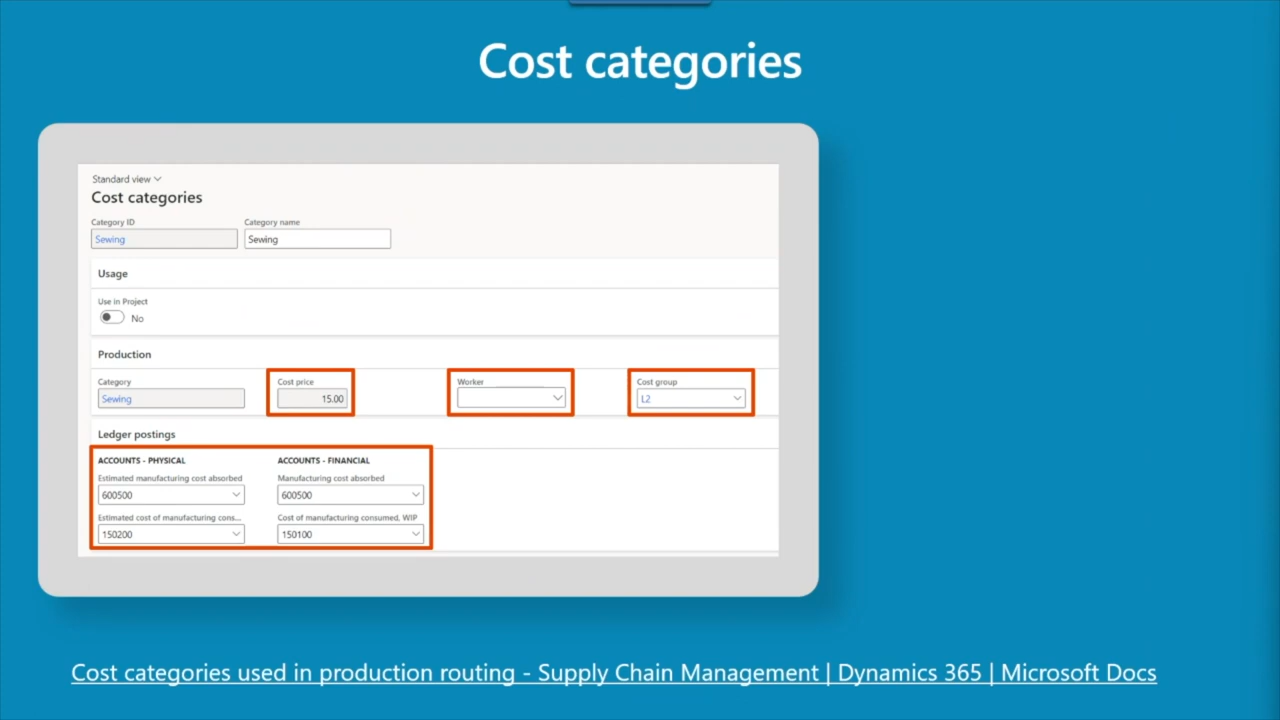 Cost categories
Standard view
Cost categories
Category ID Category name
Sewing Sewing
Usage
Use in Project
No
Production
Category Cost price Worker Cost group
Sewing 15.00 L2
Ledger postings
ACCOUNTS - PHYSICAL ACCOUNTS - FINANCIAL
Estimated manufacturing cost absorbed Manufacturing cost absorbed
600500 600500
Estimated cost of manufacturing cons... Cost of manufacturing consumed, WIP
150200 150100
Cost categories used in production routing - Supply Chain Management | Dynamics 365 | Microsoft Docs